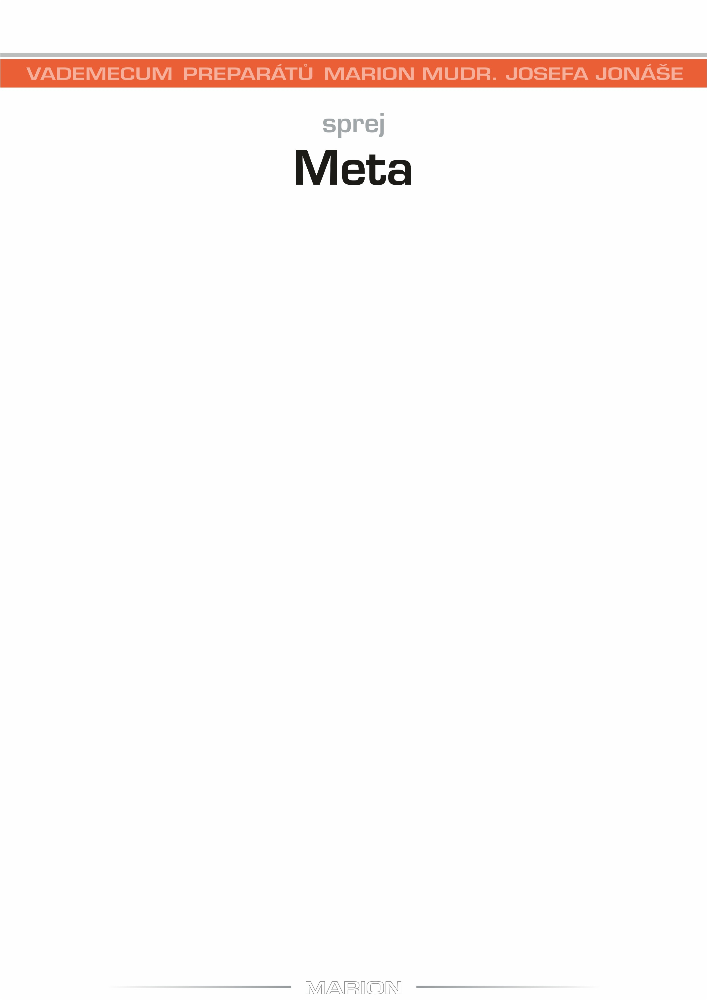 VADEMECUM PREPARÁTŮ MARION MUDR. JOSEFA JONÁŠE
sprej
Meta
MARION